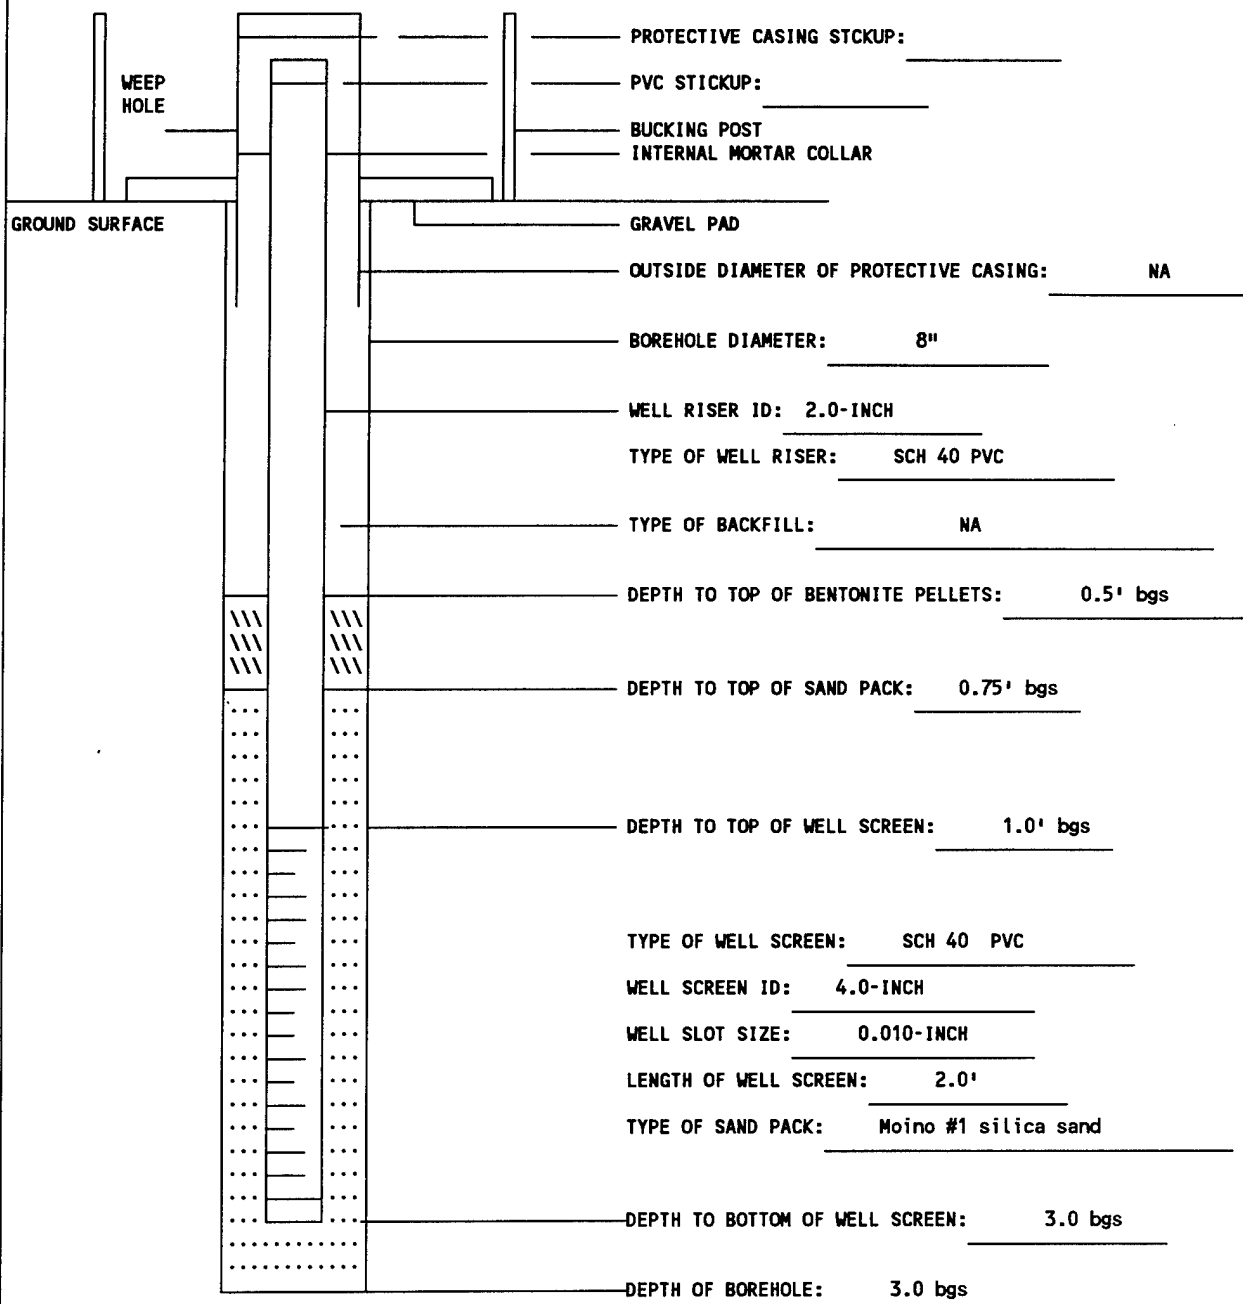 PROTECTIVE CASING STCKUP:
WEEP HOLE
PVC STICKUP:
BUCKING POST
INTERNAL MORTAR COLLAR
GROUND SURFACE
GRAVEL PAD
OUTSIDE DIAMETER OF PROTECTIVE CASING: NA
BOREHOLE DIAMETER: 8"
WELL RISER ID: 2.0-INCH
TYPE OF WELL RISER: SCH 40 PVC
TYPE OF BACKFILL: NA
DEPTH TO TOP OF BENTONITE PELLETS: 0.5' bgs
DEPTH TO TOP OF SAND PACK: 0.75' bgs
DEPTH TO TOP OF WELL SCREEN: 1.0' bgs
TYPE OF WELL SCREEN: SCH 40 PVC
WELL SCREEN ID: 4.0-INCH
WELL SLOT SIZE: 0.010-INCH
LENGTH OF WELL SCREEN: 2.0'
TYPE OF SAND PACK: Moino #1 silica sand
DEPTH TO BOTTOM OF WELL SCREEN: 3.0 bgs
DEPTH OF BOREHOLE: 3.0 bgs